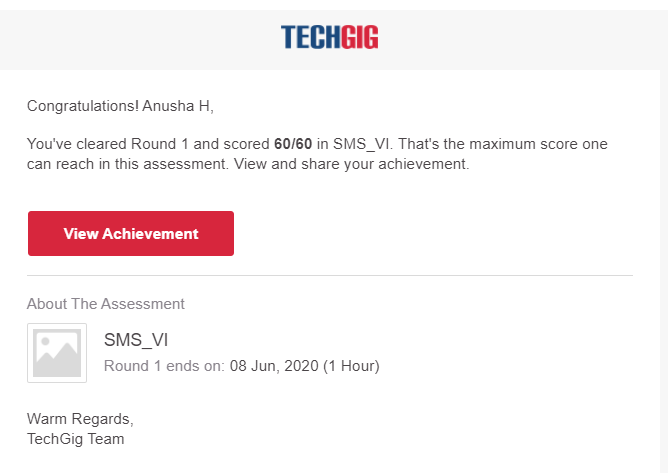 TECHGIG
Congratulations! Anusha H,
You've cleared Round 1 and scored 60/60 in SMS_VI. That's the maximum score one
can reach in this assessment. View and share your achievement.
View Achievement
About The Assessment
SMS_VI
Round 1 ends on: 08 Jun, 2020 (1 Hour)
Warm Regards,
TechGig Team